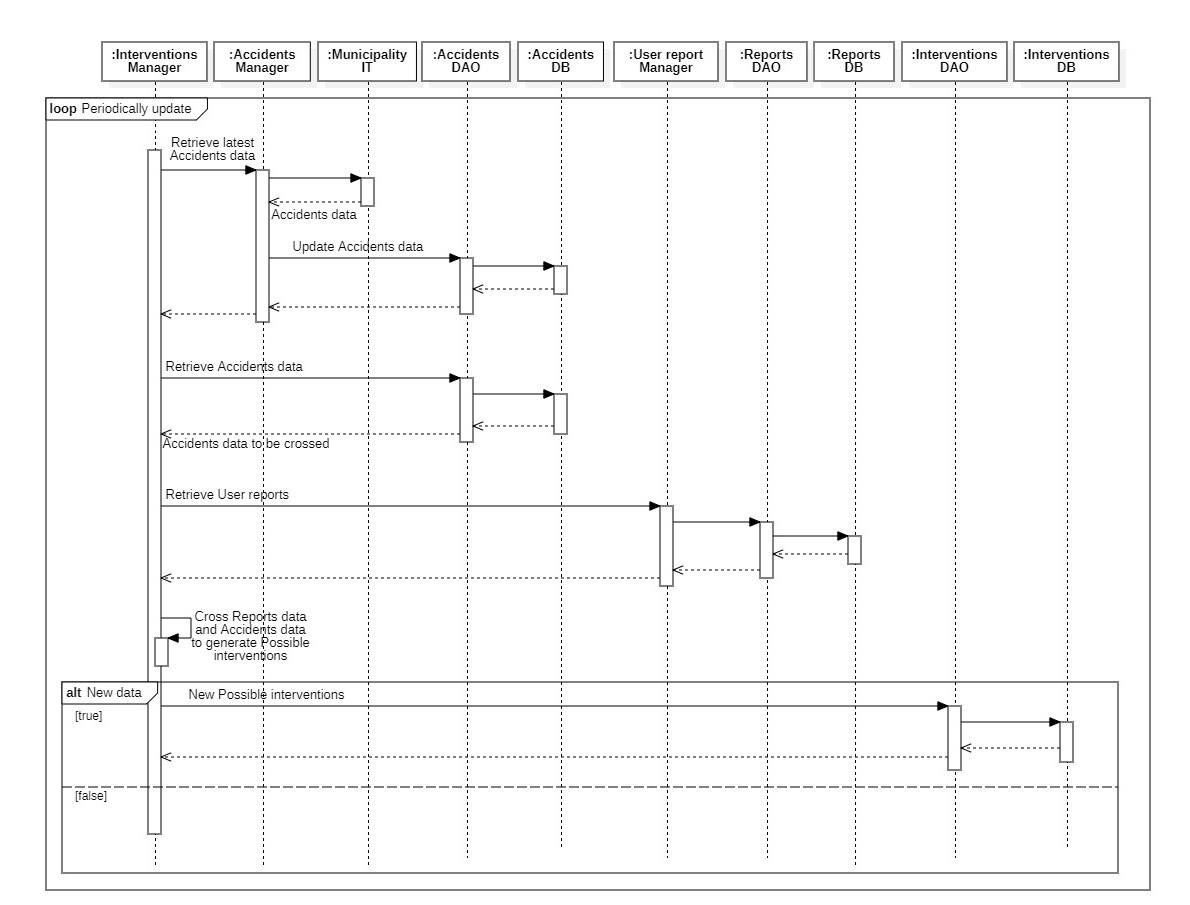 :Interventions
Manager
:Accidents
Manager
:Municipality
IT
:Accidents
DAO
:Accidents
DB
:User report
Manager
:Reports
DAO
:Reports
DB
:Interventions
DAO
:Interventions
DB
loop Periodically update
Retrieve latest
Accidents data
Accidents data
Update Accidents data
Retrieve Accidents data
Accidents data to be crossed
Retrieve User reports
Cross Reports data
and Accidents data
to generate Possible
interventions
alt New data
New Possible interventions
[true]
[false]